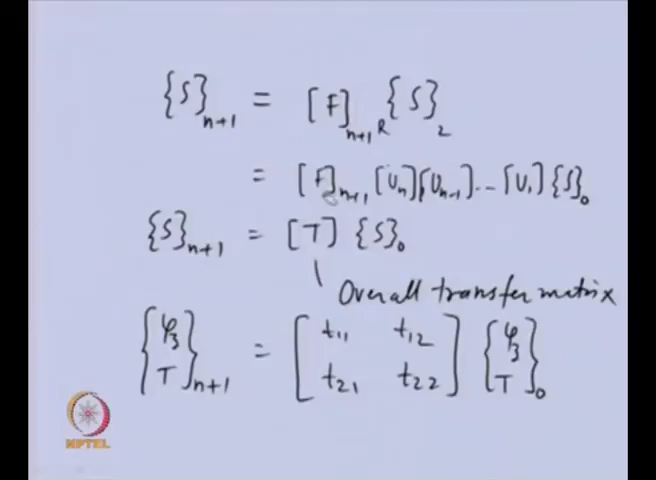 {S}n+1 = [F]n+1 R{S}2
= [F]n+1 [Un] [Un-1] .. [U1] {S}0
{S}n+1 = [T] {S}0
Overall transfer matrix
{φ3 T}n+1 = [t11 t12 t21 t22] {φ3 T}0
NPTEL